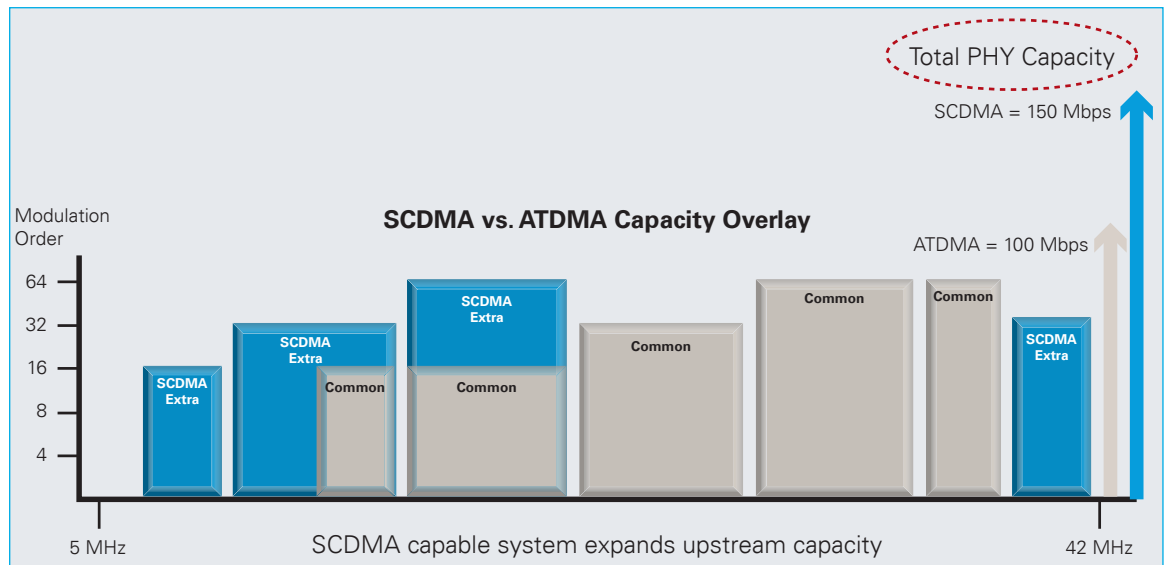 Total PHY Capacity
SCDMA = 150 Mbps
SCDMA vs. ATDMA Capacity Overlay
ATDMA = 100 Mbps
Modulation
Order
64
32
16
8
4
SCDMA
Extra
SCDMA
Extra
Common
SCDMA
Extra
Common
Common
Common
Common
SCDMA
Extra
5 MHz
SCDMA capable system expands upstream capacity
42 MHz